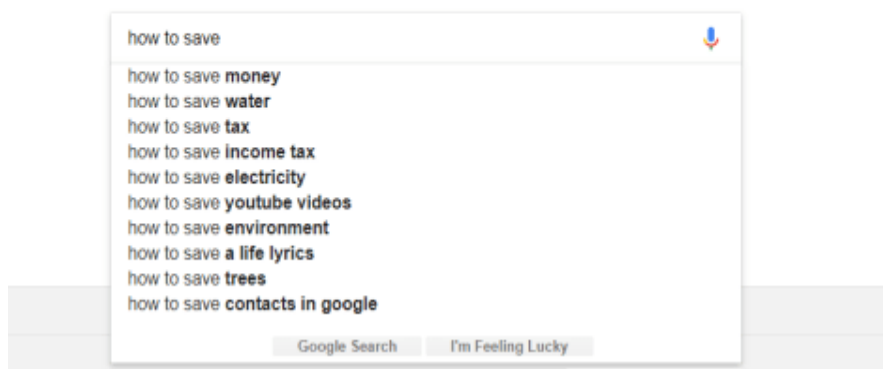 how to save
how to save money
how to save water
how to save tax
how to save income tax
how to save electricity
how to save youtube videos
how to save environment
how to save a life lyrics
how to save trees
how to save contacts in google
Google Search I'm Feeling Lucky